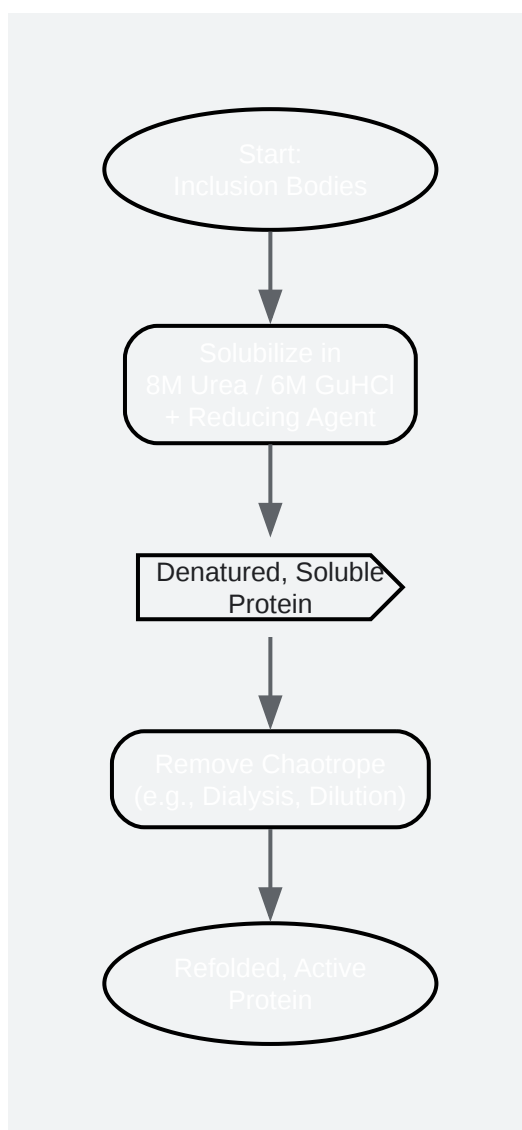 Start:
Inclusion Bodies
Solubilize in
8M Urea / 6M GuHCl
+ Reducing Agent
Denatured, Soluble
Protein
Remove Chaotrope
(e.g., Dialysis, Dilution)
Refolded, Active
Protein